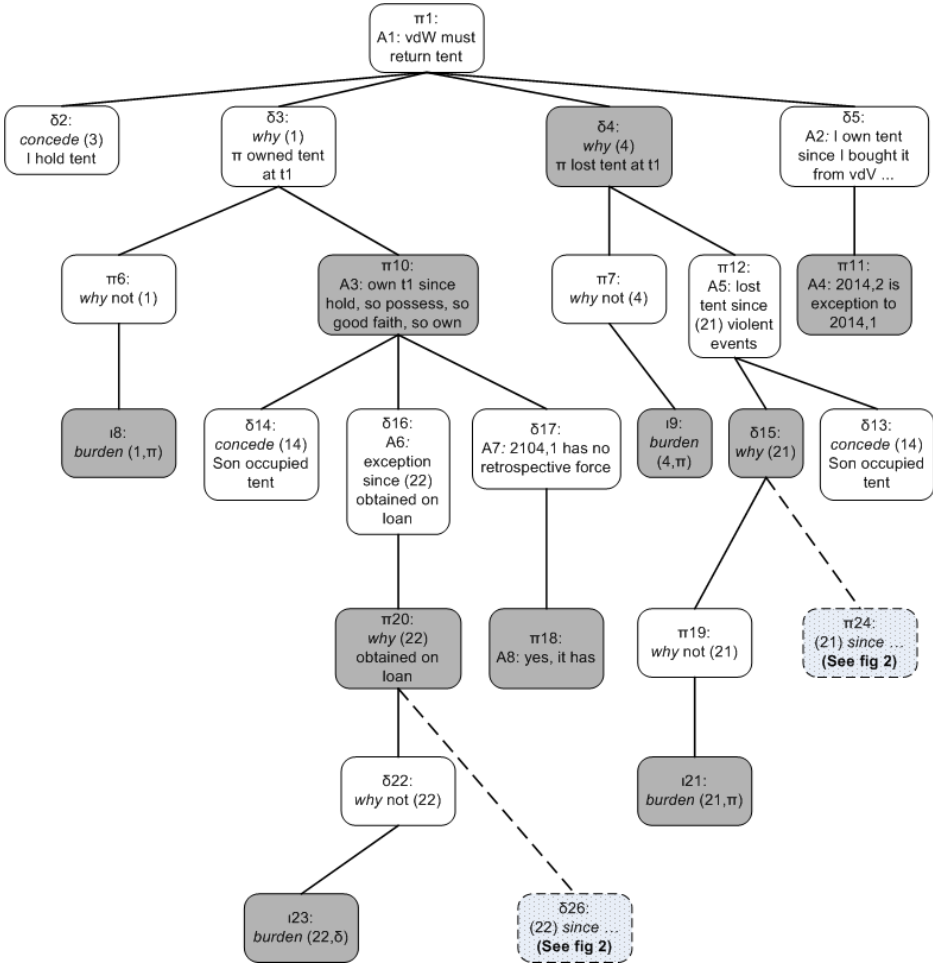 π1:
A1: vdW must
return tent
δ2:
concede (3)
I hold tent
δ3:
why (1)
π owned tent
at t1
δ4:
why (4)
π lost tent at t1
δ5:
A2: I own tent
since I bought it
from vdV ...
π6:
why not (1)
π10:
A3: own t1 since
hold, so possess, so
good faith, so own
π7:
why not (4)
π12:
A5: lost
tent since
(21) violent
events
π11:
A4: 2014,2 is
exception to
2014,1
ι8:
burden (1,π)
δ14:
concede (14)
Son occupied
tent
δ16:
A6:
exception
since (22)
obtained on
loan
δ17:
A7: 2104,1 has no
retrospective force
ι9:
burden
(4,π)
δ15:
why (21)
δ13:
concede (14)
Son occupied
tent
π20:
why (22)
obtained on
loan
π18:
A8: yes, it has
π19:
why not (21)
π24:
(21) since ...
(See fig 2)
δ22:
why not (22)
ι21:
burden (21,π)
ι23:
burden (22,δ)
δ26:
(22) since ...
(See fig 2)